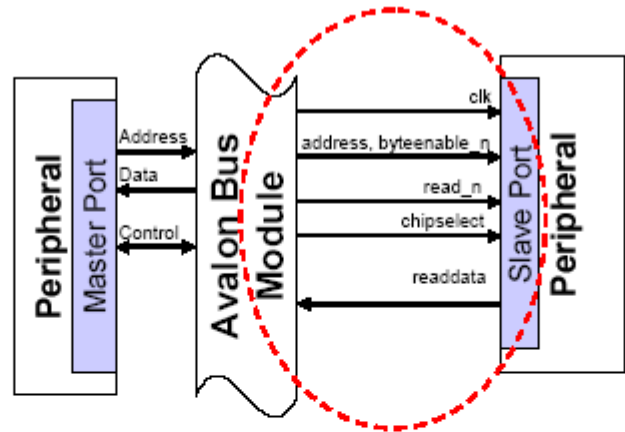 Peripheral
Master Port
Address
Data
Control
Avalon Bus
Module
clk
address, byteenable_n
read_n
chipselect
readdata
Slave Port
Peripheral